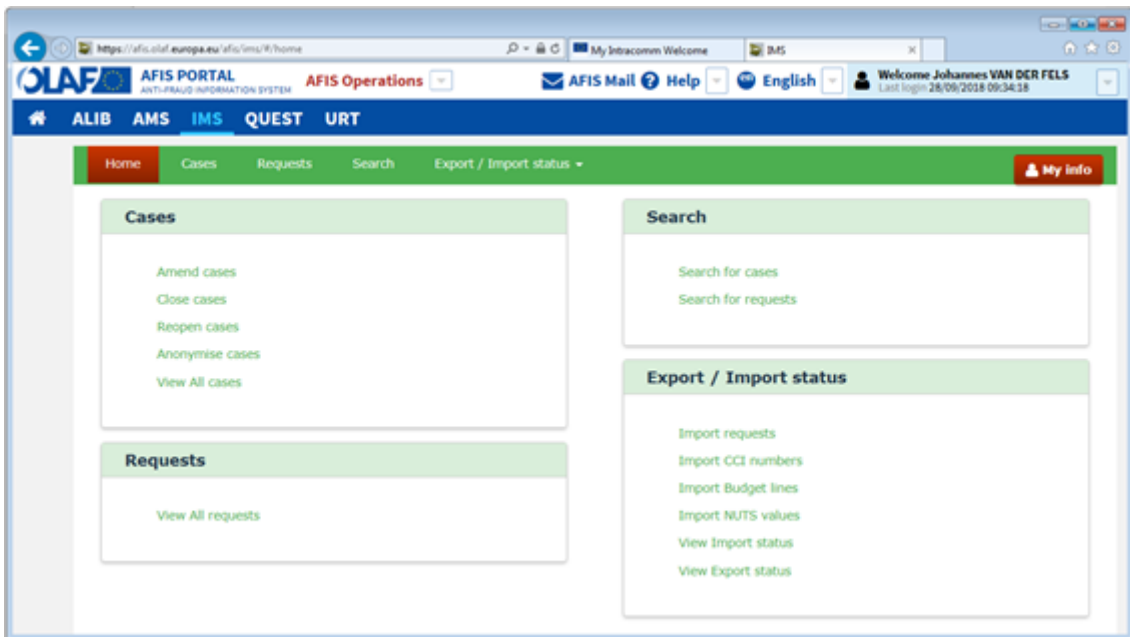 https://afis.olaf.europa.eu/afis/ims/#/home
My Intracomm Welcome
IMS
OLAF
AFIS PORTAL
ANTI-FRAUD INFORMATION SYSTEM
AFIS Operations
AFIS Mail
Help
English
Welcome Johannes VAN DER FELS
Last login 28/09/2018 09:34:18
ALIB AMS IMS QUEST URT
Home Cases Requests Search Export / Import status
My info
Cases
Amend cases
Close cases
Reopen cases
Anonymise cases
View All cases
Requests
View All requests
Search
Search for cases
Search for requests
Export / Import status
Import requests
Import CCI numbers
Import Budget lines
Import NUTS values
View Import status
View Export status